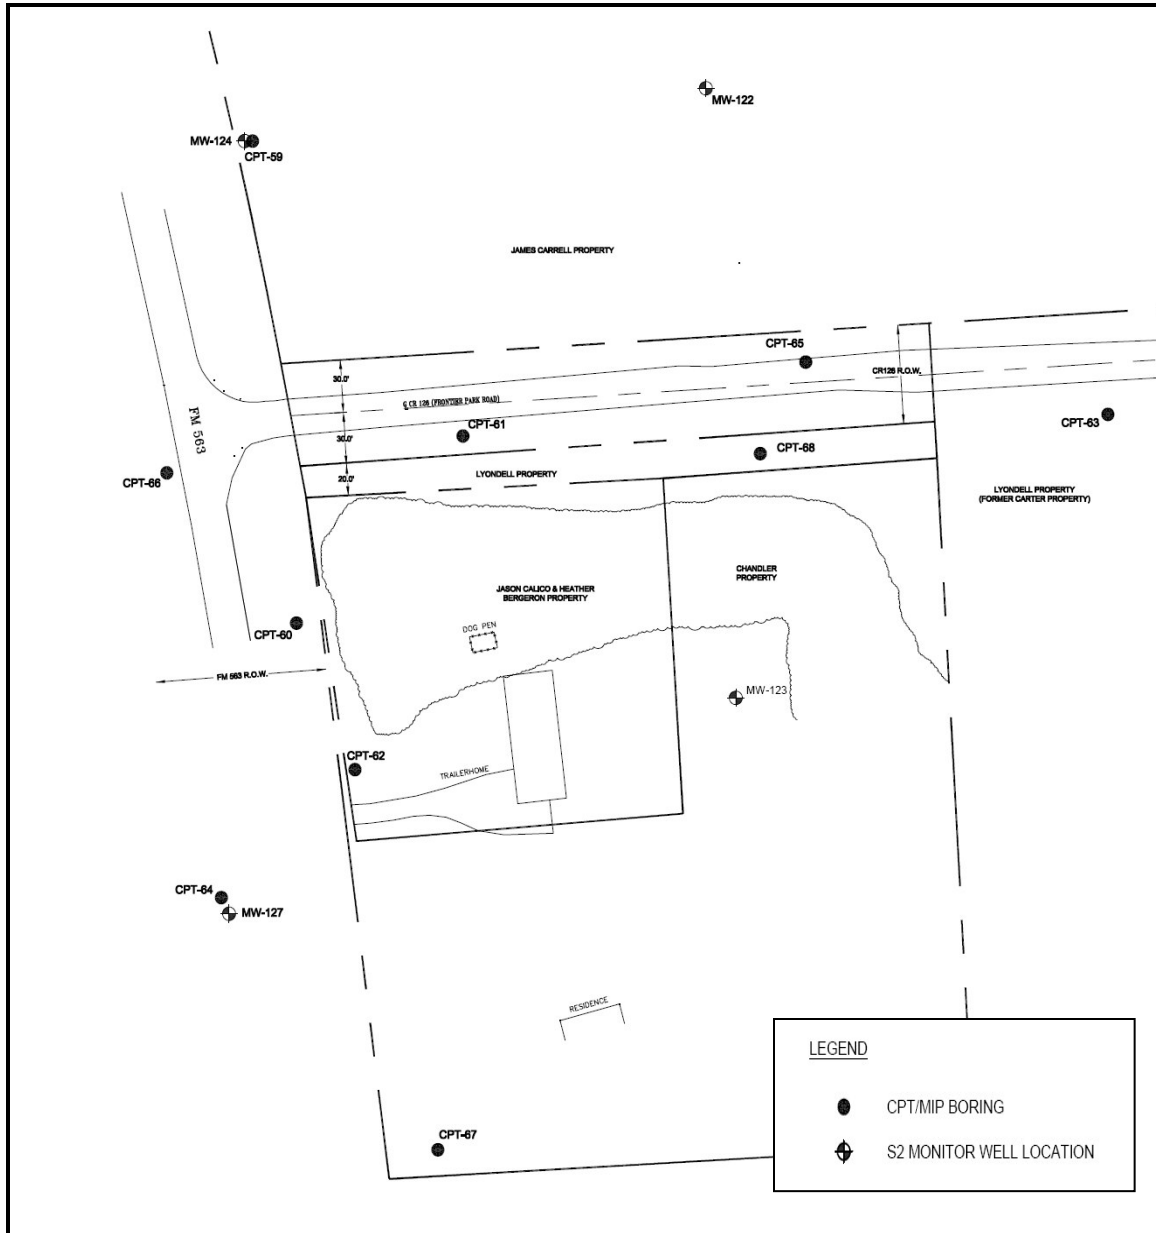 MW-122
MW-124
CPT-59
JAMES CARRELL PROPERTY
CPT-65
30.0'
CR126 R.O.W.
℄ CR 126 (FRONTIER PARK ROAD)
FM 563
CPT-63
30.0'
CPT-61
CPT-68
CPT-66
20.0'
LYONDELL PROPERTY
LYONDELL PROPERTY
(FORMER CARTER PROPERTY)
CHANDLER
PROPERTY
JASON CALICO & HEATHER
BERGERON PROPERTY
DOG PEN
CPT-60
FM 563 R.O.W.
MW-123
CPT-62
TRAILERHOME
CPT-64
MW-127
RESIDENCE
CPT-67
LEGEND
CPT/MIP BORING
S2 MONITOR WELL LOCATION